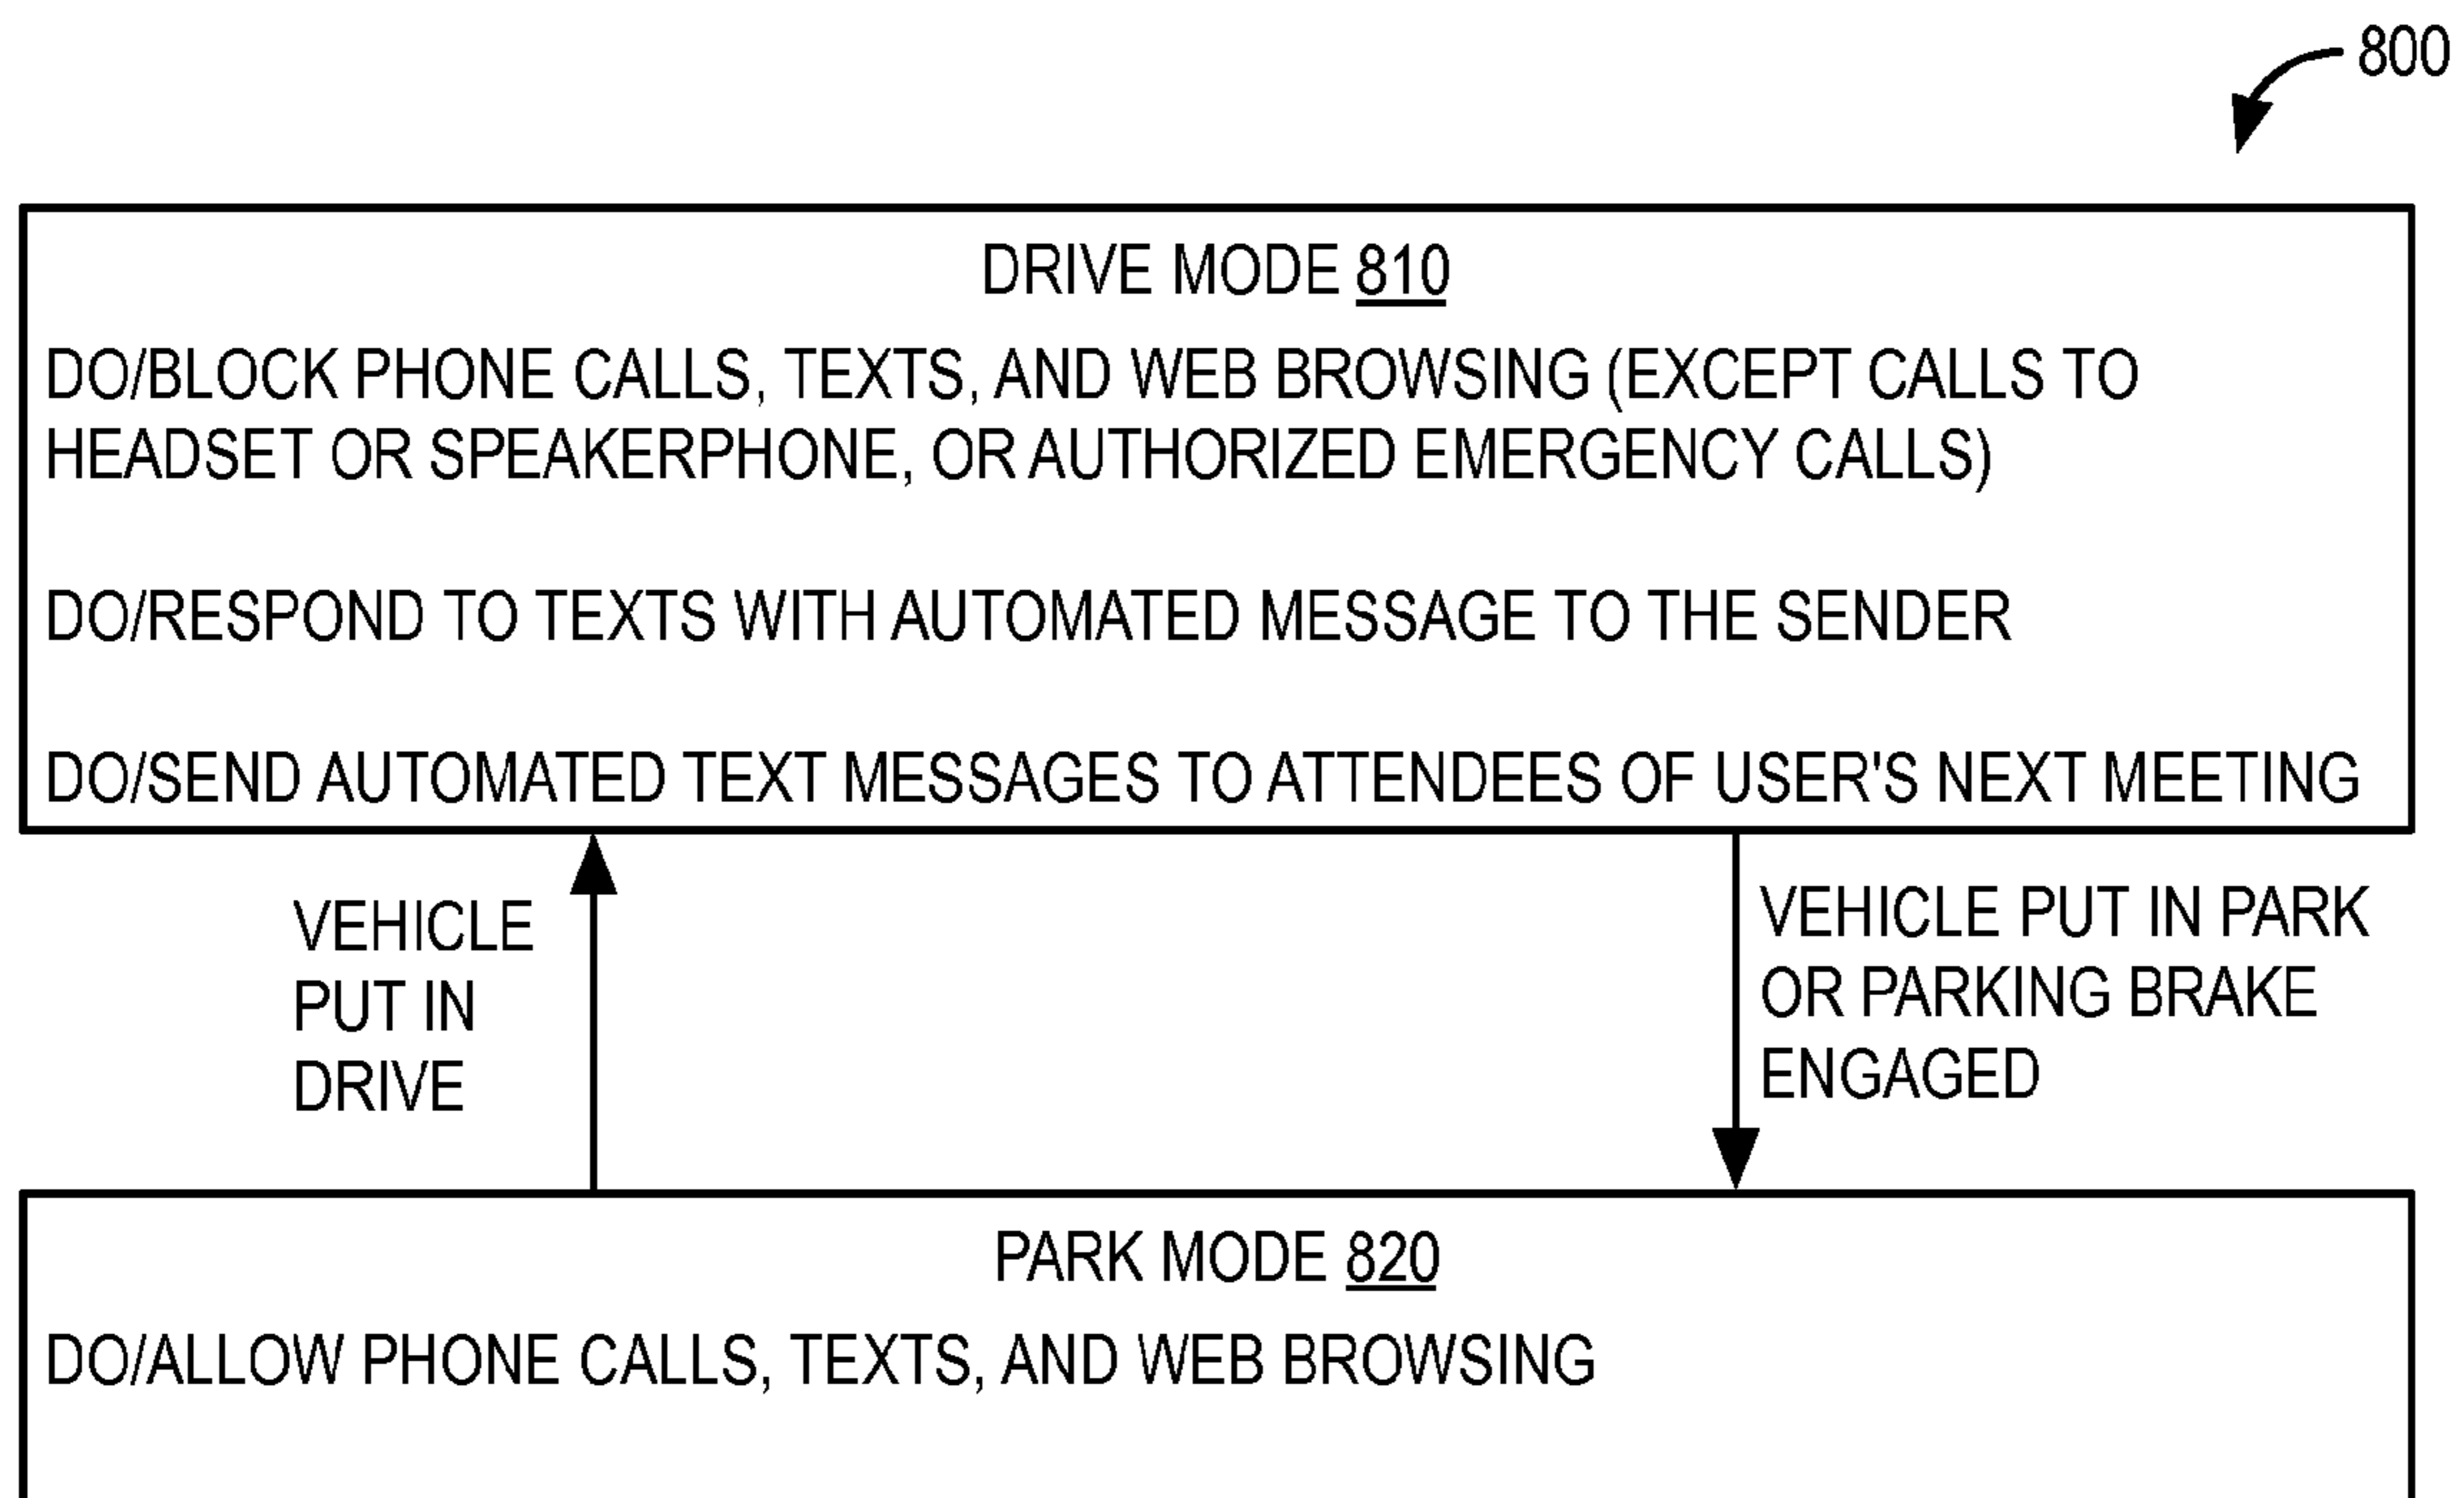 800
DRIVE MODE 810
DO/BLOCK PHONE CALLS, TEXTS, AND WEB BROWSING (EXCEPT CALLS TO
HEADSET OR SPEAKERPHONE, OR AUTHORIZED EMERGENCY CALLS)
DO/RESPOND TO TEXTS WITH AUTOMATED MESSAGE TO THE SENDER
DO/SEND AUTOMATED TEXT MESSAGES TO ATTENDEES OF USER'S NEXT MEETING
VEHICLE
PUT IN
DRIVE
VEHICLE PUT IN PARK
OR PARKING BRAKE
ENGAGED
PARK MODE 820
DO/ALLOW PHONE CALLS, TEXTS, AND WEB BROWSING